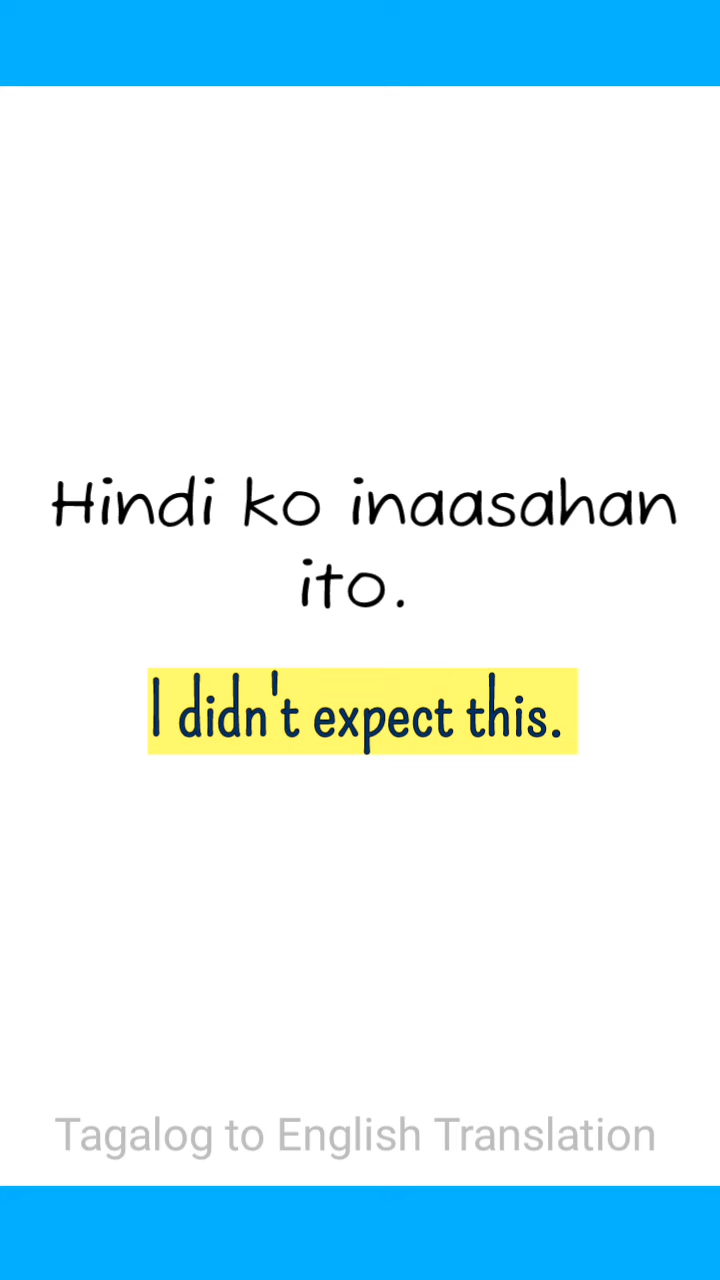 Hindi ko inaasahan
ito.
I didn't expect this.
Tagalog to English Translation